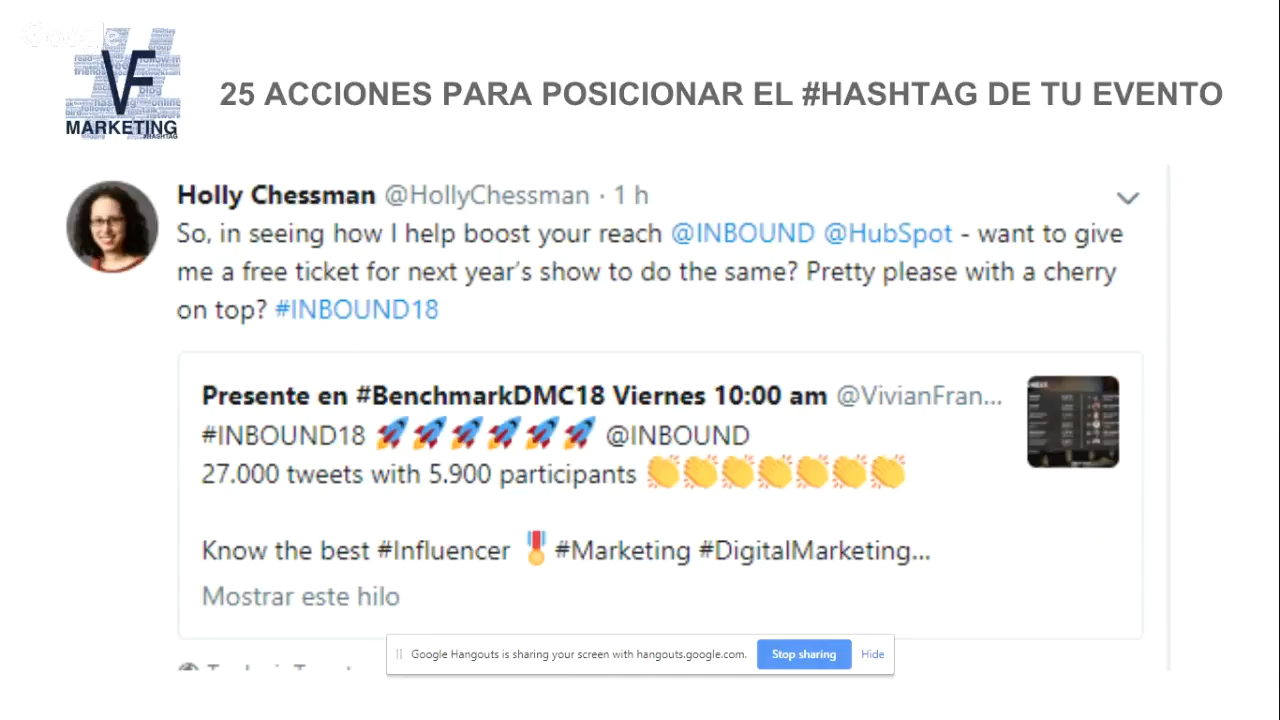 Google
VF
MARKETING
#HASHTAG
25 ACCIONES PARA POSICIONAR EL #HASHTAG DE TU EVENTO
Holly Chessman @HollyChessman · 1 h
So, in seeing how I help boost your reach @INBOUND @HubSpot - want to give
me a free ticket for next year's show to do the same? Pretty please with a cherry
on top? #INBOUND18
Presente en #BenchmarkDMC18 Viernes 10:00 am @VivianFran...
#INBOUND18 🚀🚀🚀🚀🚀🚀 @INBOUND
27.000 tweets with 5.900 participants 👏👏👏👏👏👏👏
Know the best #Influencer 🎖️ #Marketing #DigitalMarketing...
Mostrar este hilo
Google Hangouts is sharing your screen with hangouts.google.com. Stop sharing Hide